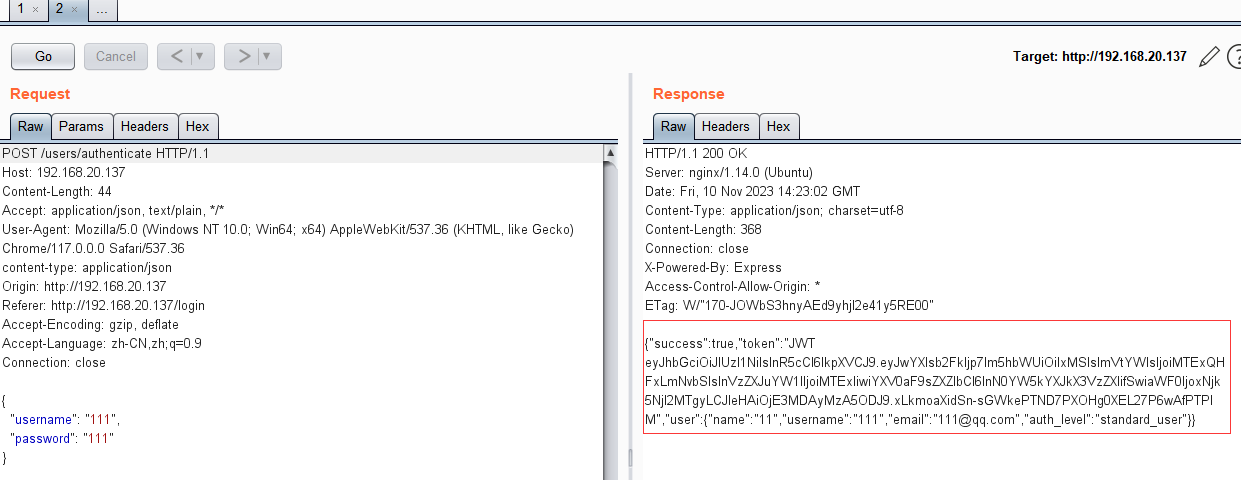 1 × 2 × ...
Go Cancel < ▼ > ▼ Target: http://192.168.20.137 ?
Request
Raw Params Headers Hex
POST /users/authenticate HTTP/1.1
Host: 192.168.20.137
Content-Length: 44
Accept: application/json, text/plain, */*
User-Agent: Mozilla/5.0 (Windows NT 10.0; Win64; x64) AppleWebKit/537.36 (KHTML, like Gecko)
Chrome/117.0.0.0 Safari/537.36
content-type: application/json
Origin: http://192.168.20.137
Referer: http://192.168.20.137/login
Accept-Encoding: gzip, deflate
Accept-Language: zh-CN,zh;q=0.9
Connection: close
{
"username": "111",
"password": "111"
}
Response
Raw Headers Hex
HTTP/1.1 200 OK
Server: nginx/1.14.0 (Ubuntu)
Date: Fri, 10 Nov 2023 14:23:02 GMT
Content-Type: application/json; charset=utf-8
Content-Length: 368
Connection: close
X-Powered-By: Express
Access-Control-Allow-Origin: *
ETag: W/"170-JOWbS3hnyAEd9yhjI2e41y5RE00"
{"success":true,"token":"JWT
eyJhbGciOiJIUzI1NiIsInR5cCI6IkpXVCJ9.eyJwYXlsb2FkIjp7Im5hbWUiOiIxMSIsImVtYWlsIjoiMTExQH
FxLmNvbSIsInVzZXJuYW1lIjoiMTExIiwiYXV0aF9sZXZlbCI6InN0YW5kYXJkX3VzZXIifSwiaWF0IjoxNjk
5NjI2MTgyLCJleHAiOjE3MDAyMzA5ODJ9.xLkmoaXidSn-sGWkePTND7PXOHg0XEL27P6wAfPTPI
M","user":{"name":"11","username":"111","email":"111@qq.com","auth_level":"standard_user"}}